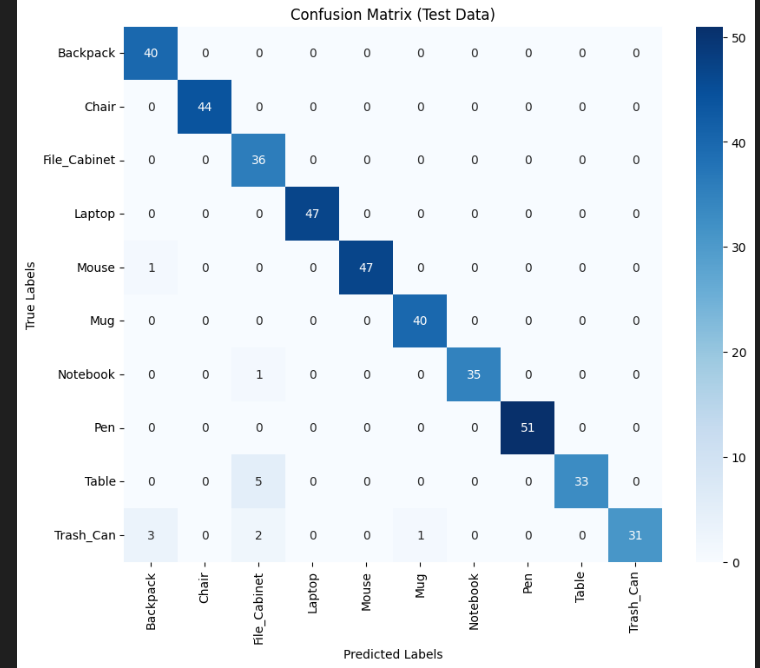 Confusion Matrix (Test Data)
Backpack 40 0 0 0 0 0 0 0 0 0
Chair 0 44 0 0 0 0 0 0 0 0
File_Cabinet 0 0 36 0 0 0 0 0 0 0
Laptop 0 0 0 47 0 0 0 0 0 0
Mouse 1 0 0 0 47 0 0 0 0 0
Mug 0 0 0 0 0 40 0 0 0 0
Notebook 0 0 1 0 0 0 35 0 0 0
Pen 0 0 0 0 0 0 0 51 0 0
Table 0 0 5 0 0 0 0 0 33 0
Trash_Can 3 0 2 0 0 1 0 0 0 31
True Labels
Backpack
Chair
File_Cabinet
Laptop
Mouse
Mug
Notebook
Pen
Table
Trash_Can
Predicted Labels
50
40
30
20
10
0